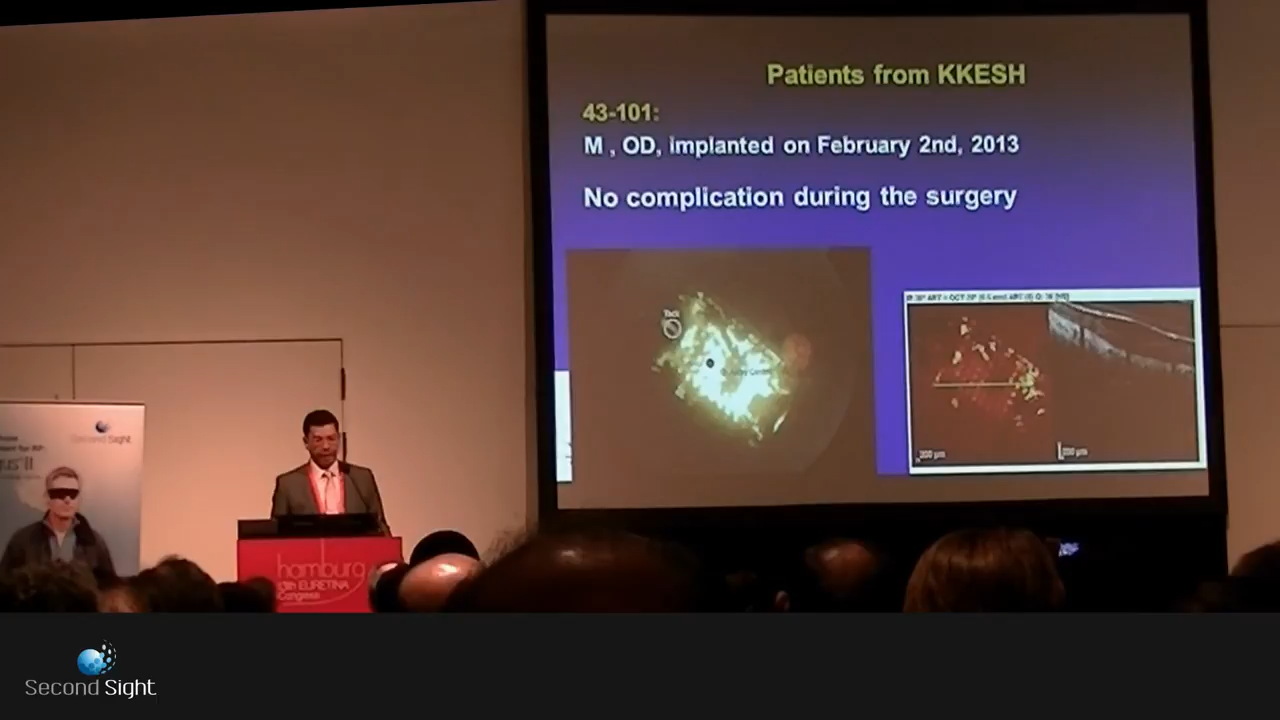 Patients from KKESH
43-101:
M , OD, implanted on February 2nd, 2013
No complication during the surgery
Tack
200 µm
200 µm
Second Sight
hamburg
EURETINA
Congress
Second Sight